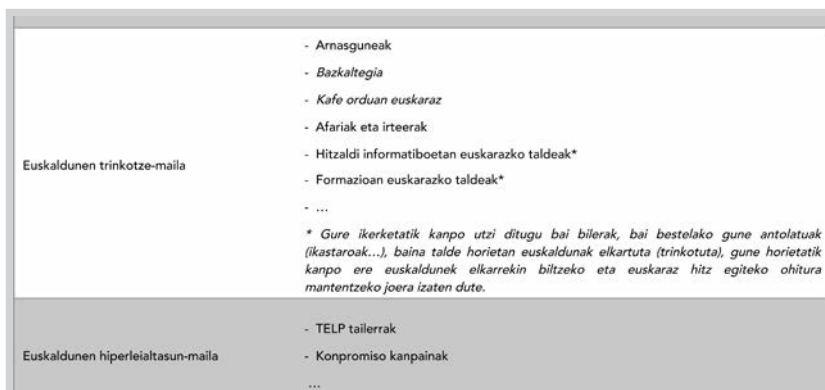 - Arnasguneak
- Bazkaltegia
- Kafe orduan euskaraz
- Afariak eta irteerak
Euskaldunen trinkotze-maila
- Hitzaldi informatiboetan euskarazko taldeak*
- Formazioan euskarazko taldeak*
- ...
* Gure ikerketatik kanpo utzi ditugu bai bilerak, bai bestelako gune antolatuak
(ikastaroak...), baina talde horietan euskaldunak elkartuta (trinkotuta), gune horietatik
kanpo ere euskaldunek elkarrekin biltzeko eta euskaraz hitz egiteko ohitura
mantentzeko joera izaten dute.
- TELP tailerrak
Euskaldunen hiperleialtasun-maila
- Konpromiso kanpainak
...